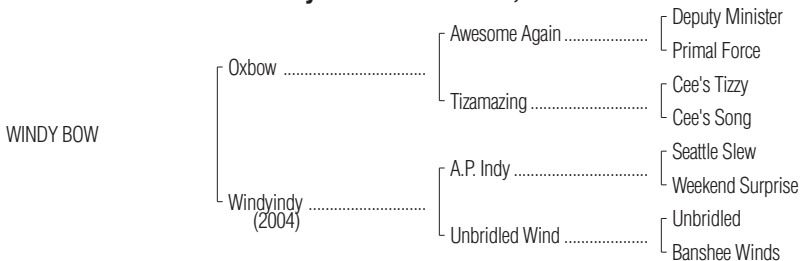 Deputy Minister
Awesome Again ....................
Primal Force
Oxbow ..................................
Cee's Tizzy
Tizamazing ............................
Cee's Song
WINDY BOW
Seattle Slew
A.P. Indy ................................
Weekend Surprise
Windyindy ............................
(2004)
Unbridled
Unbridled Wind ....................
Banshee Winds